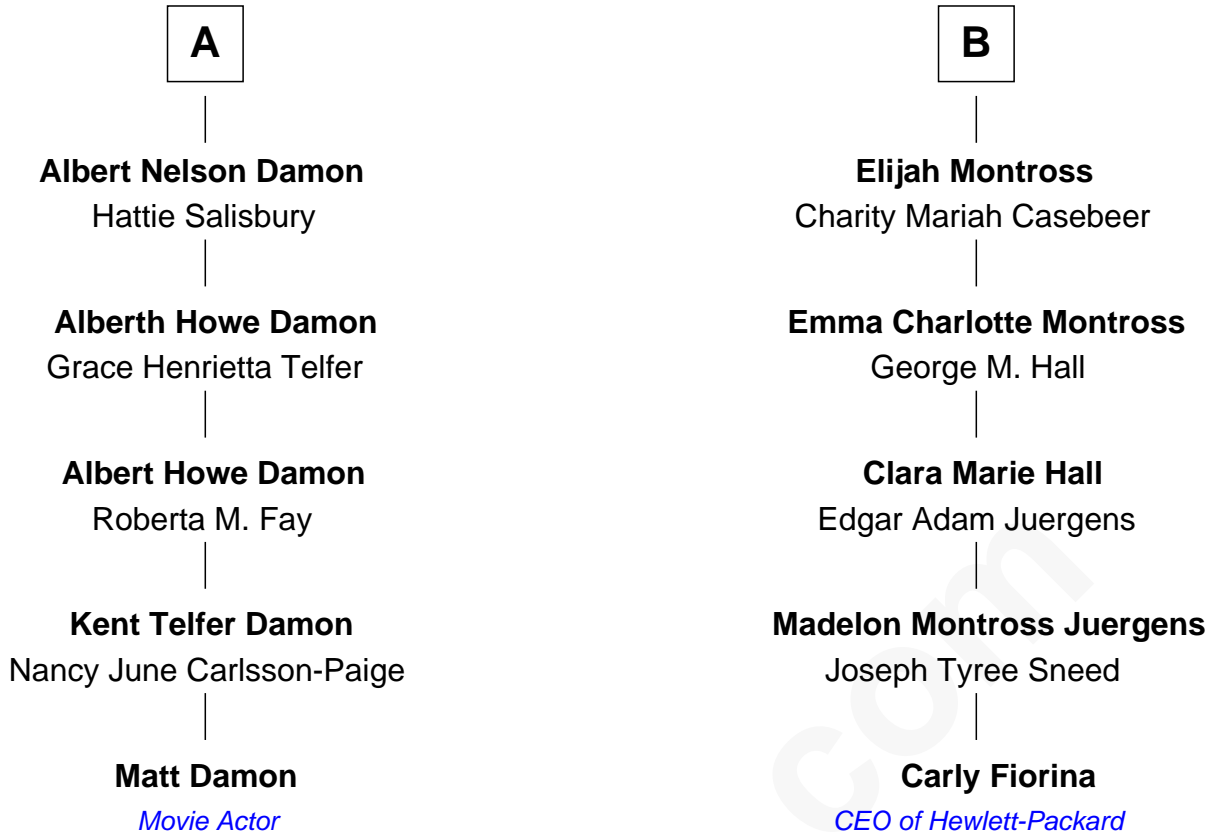 A
Albert Nelson Damon
Hattie Salisbury
Alberth Howe Damon
Grace Henrietta Telfer
Albert Howe Damon
Roberta M. Fay
Kent Telfer Damon
Nancy June Carlsson-Paige
Matt Damon
Movie Actor
B
Elijah Montross
Charity Mariah Casebeer
Emma Charlotte Montross
George M. Hall
Clara Marie Hall
Edgar Adam Juergens
Madelon Montross Juergens
Joseph Tyree Sneed
Carly Fiorina
CEO of Hewlett-Packard
com